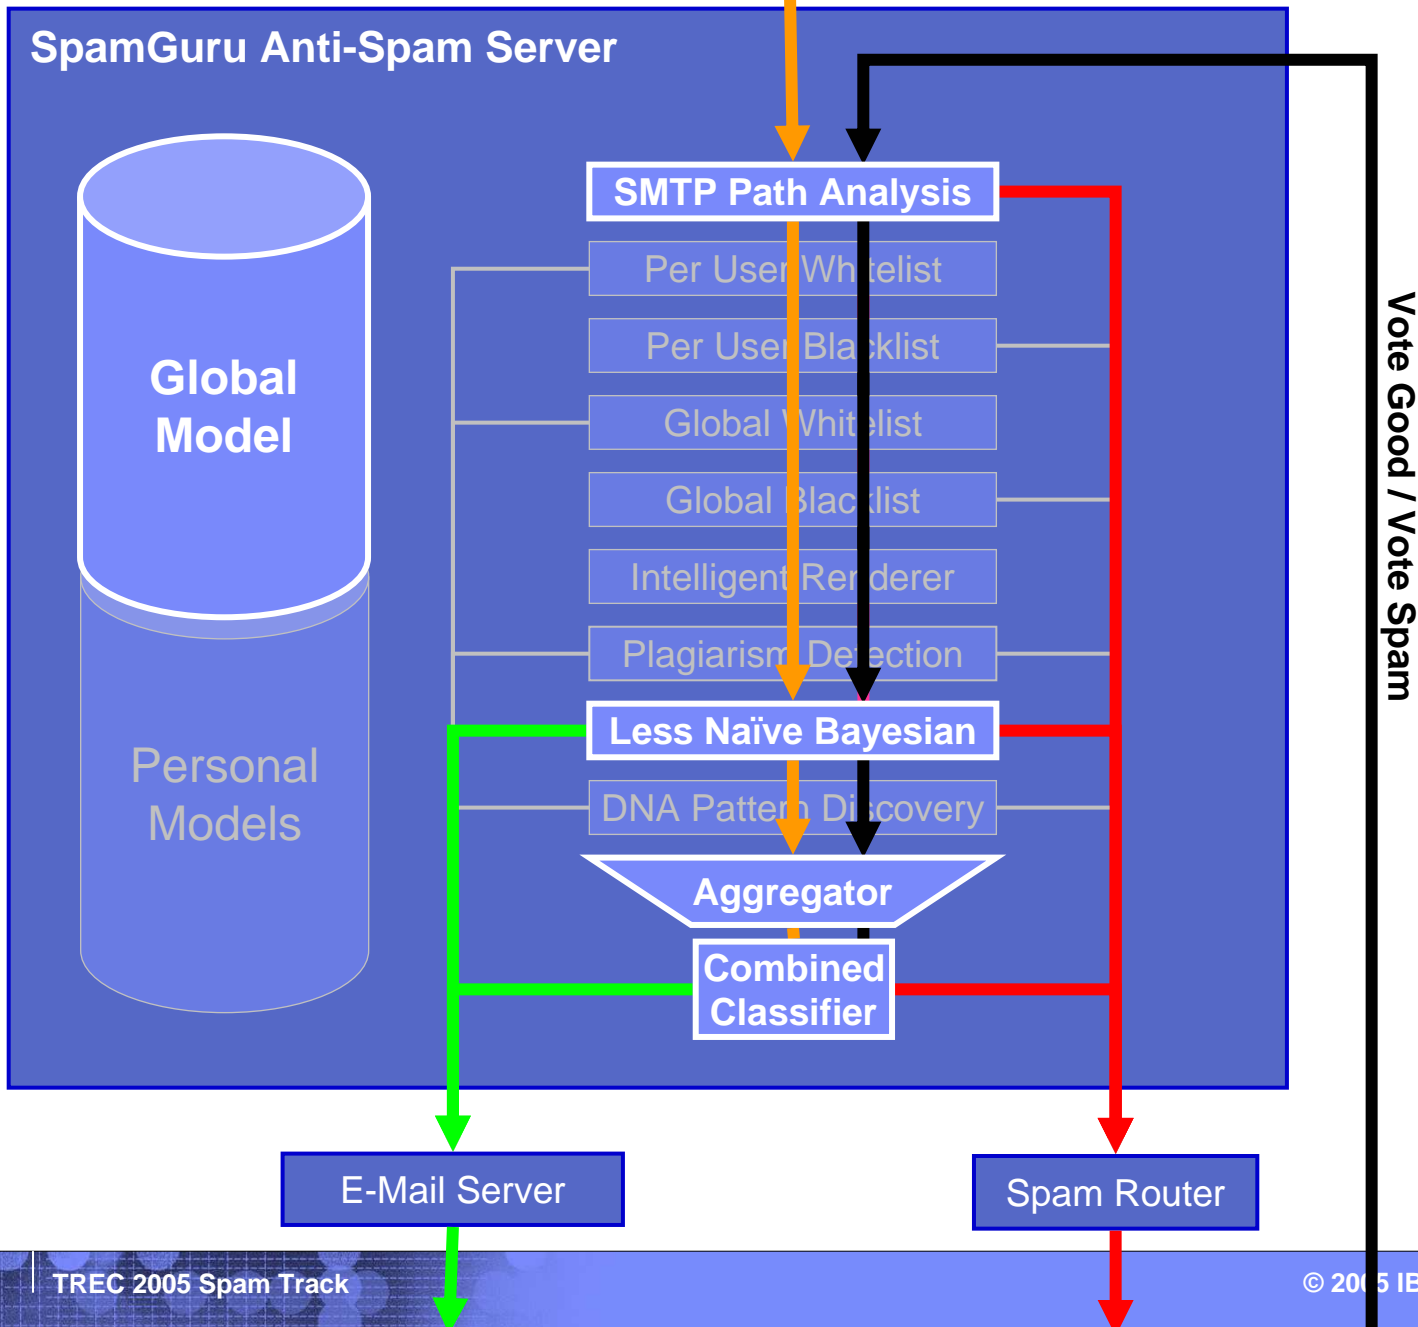 SpamGuru Anti-Spam Server
SMTP Path Analysis
Per User Whitelist
Per User Blacklist
Global Whitelist
Global Blacklist
Intelligent Renderer
Plagiarism Detection
Less Naïve Bayesian
DNA Pattern Discovery
Aggregator
Combined
Classifier
Global
Model
Personal
Models
Vote Good / Vote Spam
E-Mail Server
Spam Router
TREC 2005 Spam Track
© 2005 IB